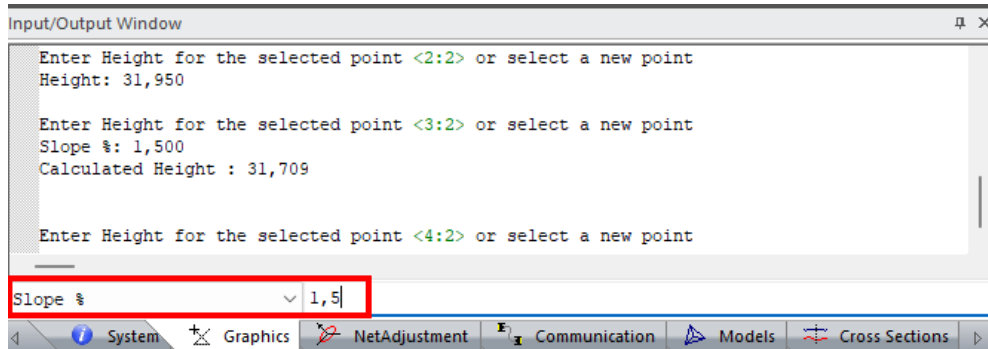 Input/Output Window
Enter Height for the selected point <2:2> or select a new point
Height: 31,950
Enter Height for the selected point <3:2> or select a new point
Slope %: 1,500
Calculated Height : 31,709
Enter Height for the selected point <4:2> or select a new point
Slope % 1,5
System Graphics NetAdjustment Communication Models Cross Sections